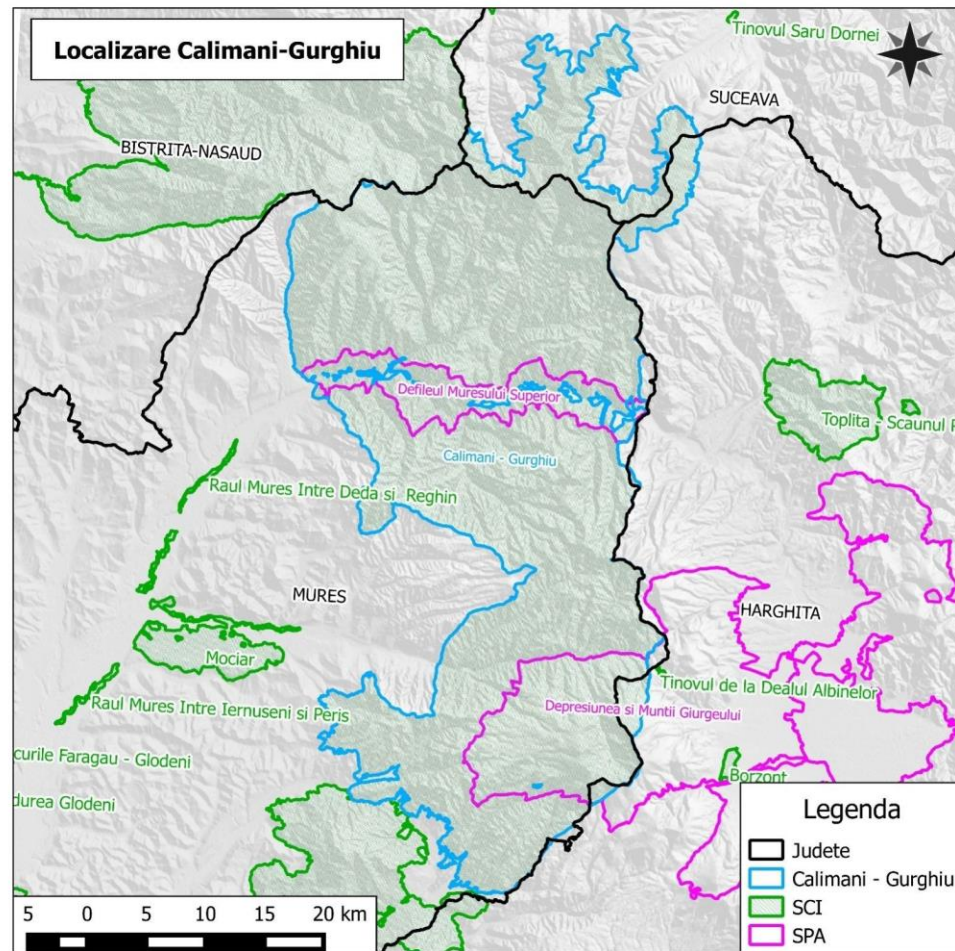 Localizare Calimani-Gurghiu
Tinovul Saru Dornei
SUCEAVA
BISTRITA-NASAUD
Defileul Muresului Superior
Toplita - Scaunul
Calimani - Gurghiu
Raul Mures Intre Deda si Reghin
MURES
HARGHITA
Mociar
Tinovul de la Dealul Albinelor
Raul Mures Intre Iernuseni si Peris
Depresiunea si Muntii Giurgeului
curile Faragau - Glodeni
Borzont
durea Glodeni
Legenda
Judete
Calimani - Gurghiu
SCI
SPA
5 0 5 10 15 20 km